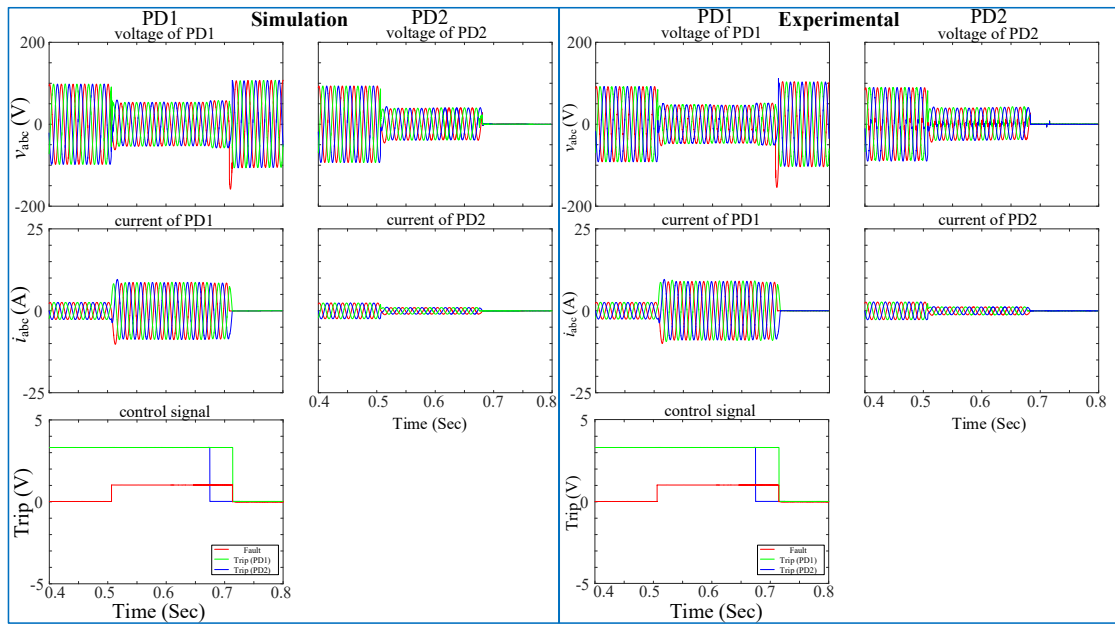 PD1 Simulation PD2
voltage of PD1
voltage of PD2
200
100
0
-100
-200
vabc (V)
current of PD1
current of PD2
25
0
-25
iabc (A)
0.4 0.5 0.6 0.7 0.8
Time (Sec)
control signal
5
0
-5
Trip (V)
Fault
Trip (PD1)
Trip (PD2)
0.4 0.5 0.6 0.7 0.8
Time (Sec)
PD1 Experimental PD2
voltage of PD1
voltage of PD2
200
100
0
-100
-200
vabc (V)
current of PD1
current of PD2
25
0
-25
iabc (A)
0.4 0.5 0.6 0.7 0.8
Time (Sec)
control signal
5
0
-5
Trip (V)
Fault
Trip (PD1)
Trip (PD2)
0.4 0.5 0.6 0.7 0.8
Time (Sec)